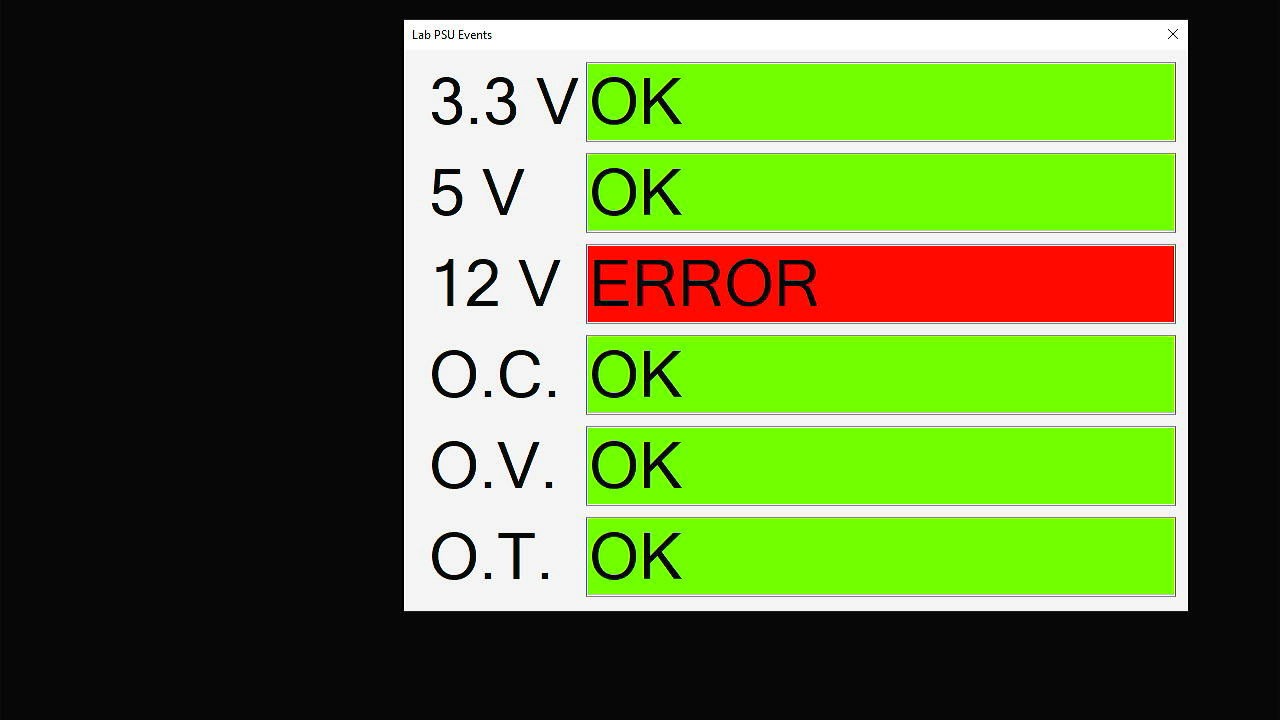 Lab PSU Events
3.3 V OK
5 V OK
12 V ERROR
O.C. OK
O.V. OK
O.T. OK